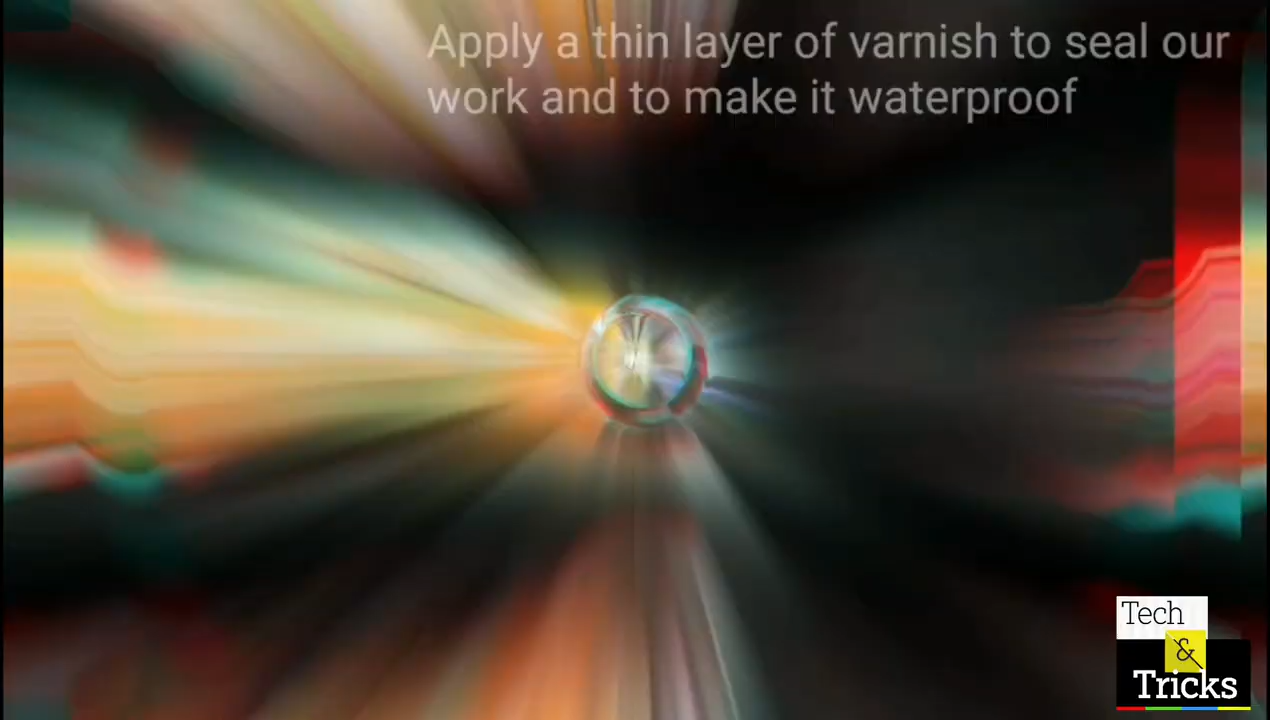 Apply a thin layer of varnish to seal our
work and to make it waterproof
Tech
&
Tricks